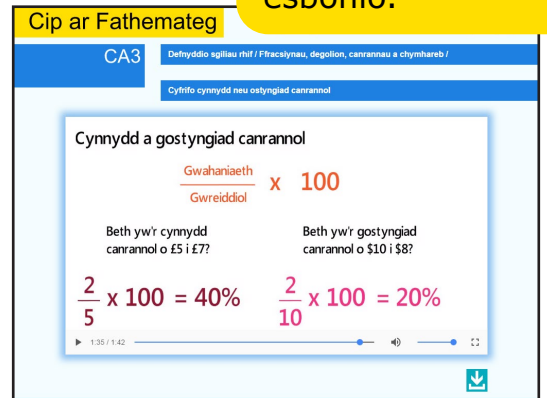 esbonio.
Cip ar Fathemateg
CA3
Defnyddio sgiliau rhif / Ffracsiynau, degolion, canrannau a chymhareb /
Cyfrifo cynnydd neu ostyngiad canrannol
Cynnydd a gostyngiad canrannol
Gwahaniaeth
Gwreiddiol
x 100
Beth yw'r cynnydd
canrannol o £5 i £7?
2
5
x 100 = 40%
Beth yw'r gostyngiad
canrannol o $10 i $8?
2
10
x 100 = 20%
1:35 / 1:42